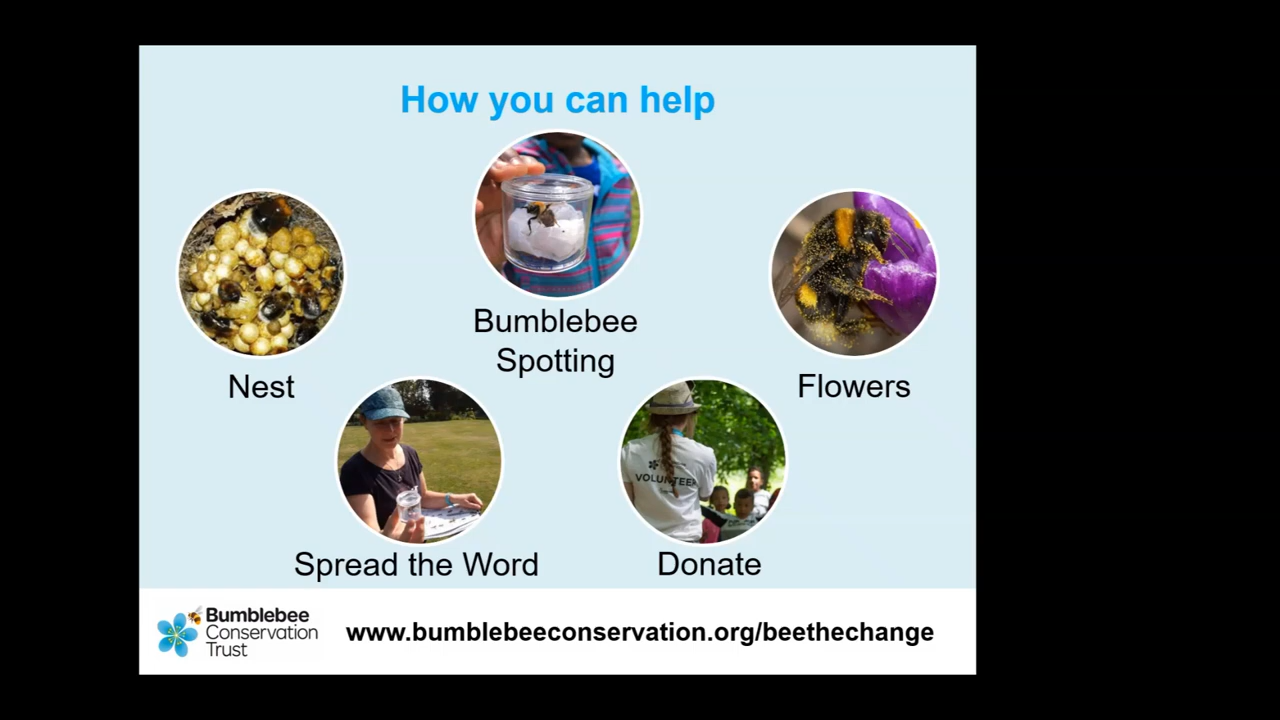 How you can help
Bumblebee
Spotting
Nest
Flowers
VOLUNTEER
Spread the Word
Donate
Bumblebee
Conservation
Trust
www.bumblebeeconservation.org/beethechange